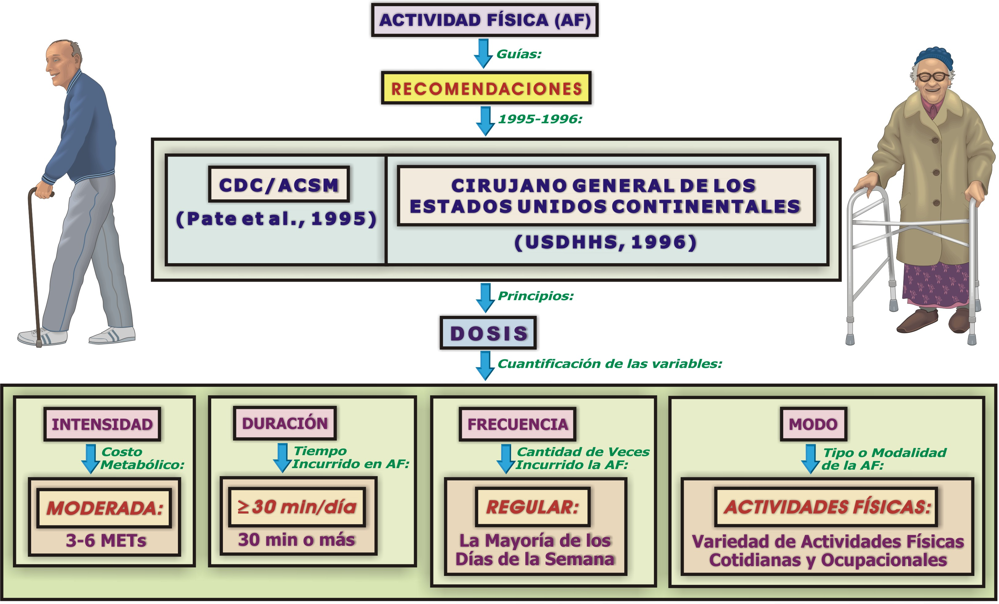 ACTIVIDAD FÍSICA (AF)
Guías:
RECOMENDACIONES
1995-1996:
CDC/ACSM
(Pate et al., 1995)
CIRUJANO GENERAL DE LOS
ESTADOS UNIDOS CONTINENTALES
(USDHHS, 1996)
Principios:
DOSIS
Cuantificación de las variables:
INTENSIDAD
Costo
Metabólico:
MODERADA:
3-6 METs
DURACIÓN
Tiempo
Incurrido en AF:
≥30 min/día
30 min o más
FRECUENCIA
Cantidad de Veces
Incurrido la AF:
REGULAR:
La Mayoría de los
Días de la Semana
MODO
Tipo o Modalidad
de la AF:
ACTIVIDADES FÍSICAS:
Variedad de Actividades Físicas
Cotidianas y Ocupacionales